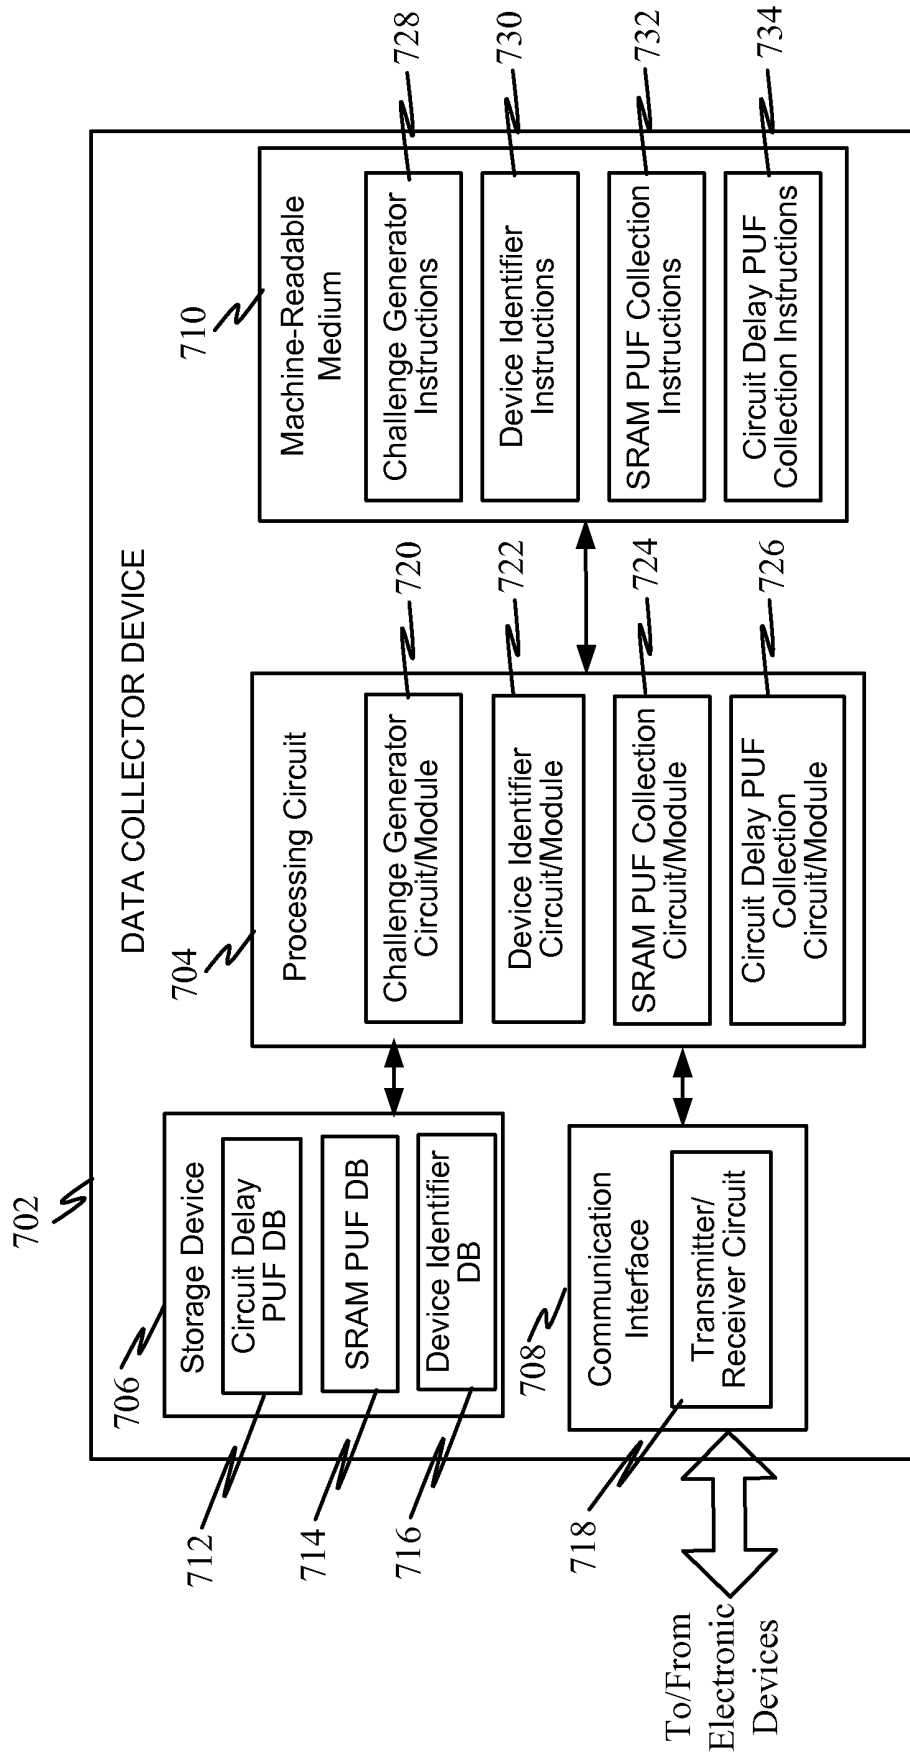 DATA COLLECTOR DEVICE
702
706
Storage Device
Circuit Delay
PUF DB
SRAM PUF DB
Device Identifier
DB
712
714
716
708
Communication
Interface
Transmitter/
Receiver Circuit
718
To/From
Electronic
Devices
704
Processing Circuit
Challenge Generator
Circuit/Module
720
Device Identifier
Circuit/Module
722
SRAM PUF Collection
Circuit/Module
724
Circuit Delay PUF
Collection
Circuit/Module
726
710
Machine-Readable
Medium
Challenge Generator
Instructions
728
Device Identifier
Instructions
730
SRAM PUF Collection
Instructions
732
Circuit Delay PUF
Collection Instructions
734